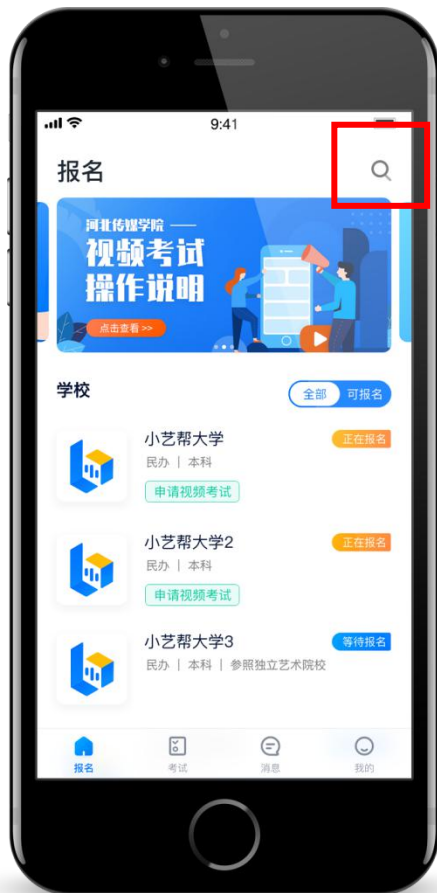 9:41
报名
河北传媒学院 ——
视频考试
操作说明
点击查看 >>
学校
全部 可报名
小艺帮大学
正在报名
民办 | 本科
申请视频考试
小艺帮大学2
正在报名
民办 | 本科
申请视频考试
小艺帮大学3
等待报名
民办 | 本科 | 参照独立艺术院校
报名 考试 消息 我的